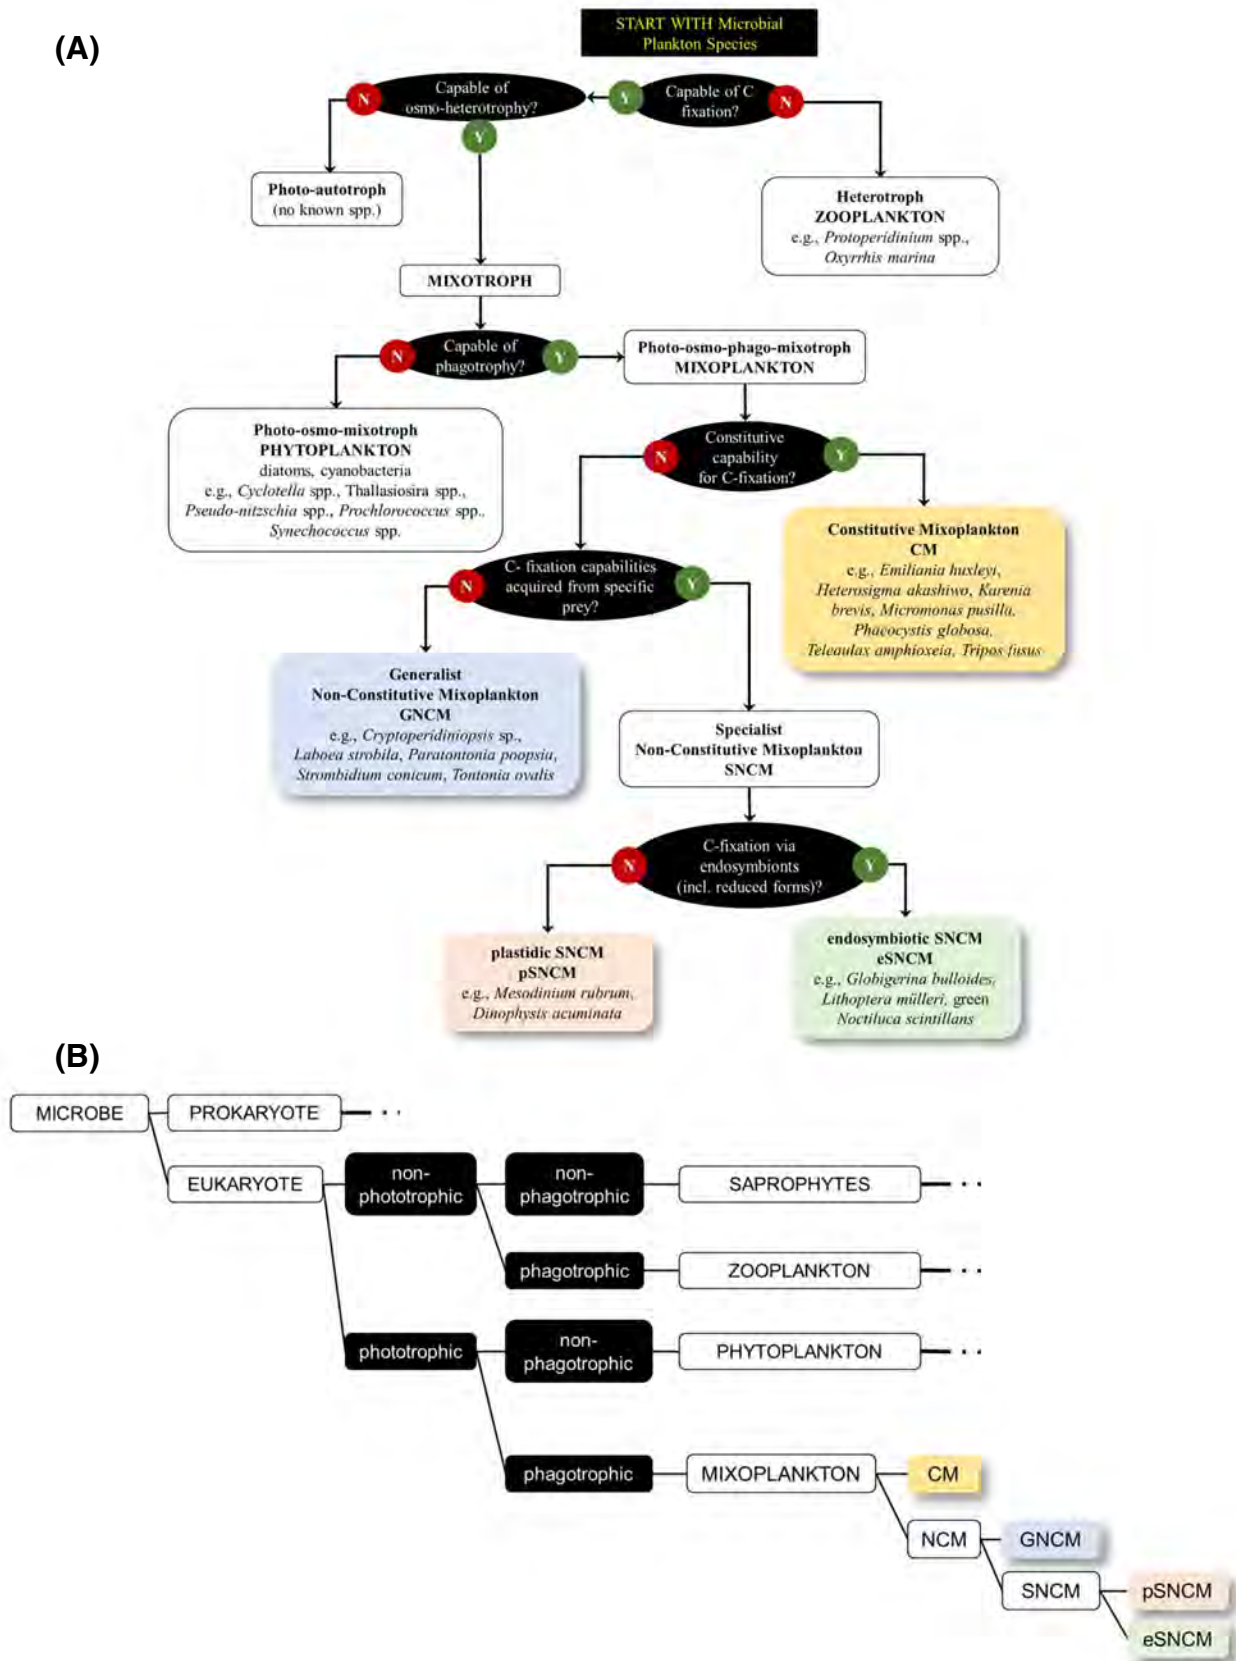 (A)
START WITH Microbial
Plankton Species
Capable of
osmo-heterotrophy?
N
Y
Y
Capable of C
fixation?
N
Photo-autotroph
(no known spp.)
Heterotroph
ZOOPLANKTON
e.g., Protoperidinium spp.,
Oxyrrhis marina
MIXOTROPH
N
Capable of
phagotrophy?
Y
Photo-osmo-phago-mixotroph
MIXOPLANKTON
Photo-osmo-mixotroph
PHYTOPLANKTON
diatoms, cyanobacteria
e.g., Cyclotella spp., Thallasiosira spp.,
Pseudo-nitzschia spp., Prochlorococcus spp.,
Synechococcus spp.
N
Constitutive
capability
for C-fixation?
Y
Constitutive Mixoplankton
CM
e.g., Emiliania huxleyi,
Heterosigma akashiwo, Karenia
brevis, Micromonas pusilla,
Phaeocystis globosa,
Teleaulax amphioxeia, Tripos fusus
N
C- fixation capabilities
acquired from specific
prey?
Y
Generalist
Non-Constitutive Mixoplankton
GNCM
e.g., Cryptoperidiniopsis sp.,
Laboea strobila, Paratontonia poopsia,
Strombidium conicum, Tontonia ovalis
Specialist
Non-Constitutive Mixoplankton
SNCM
N
C-fixation via
endosymbionts
(incl. reduced forms)?
Y
plastidic SNCM
pSNCM
e.g., Mesodinium rubrum,
Dinophysis acuminata
endosymbiotic SNCM
eSNCM
e.g., Globigerina bulloides,
Lithoptera mülleri, green
Noctiluca scintillans
(B)
MICROBE
PROKARYOTE
EUKARYOTE
non-
phototrophic
non-
phagotrophic
SAPROPHYTES
phagotrophic
ZOOPLANKTON
phototrophic
non-
phagotrophic
PHYTOPLANKTON
phagotrophic
MIXOPLANKTON
CM
NCM
GNCM
SNCM
pSNCM
eSNCM